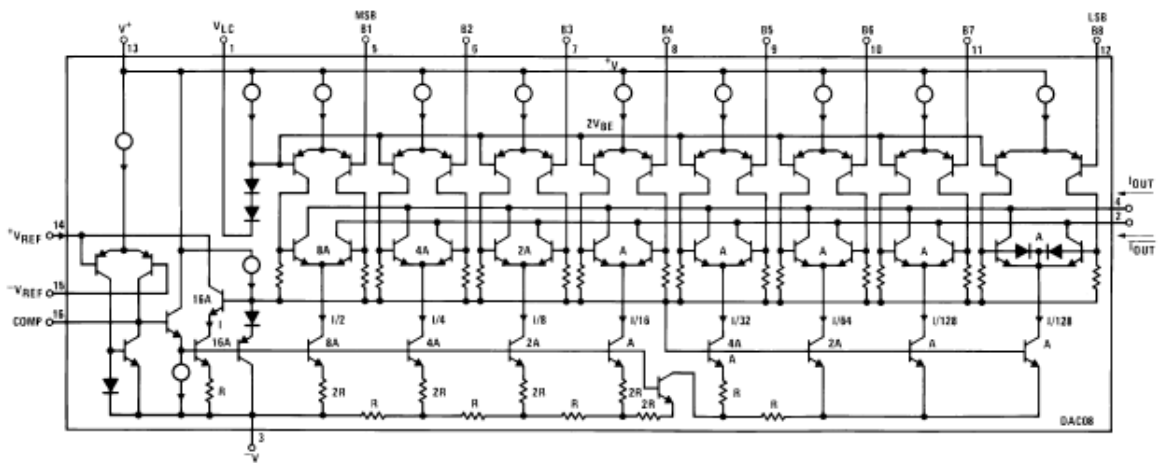 V+ VLC MSB B1 B2 B3 B4 B5 B6 B7 LSB B8
13 1 5 6 7 8 9 10 11 12
+V
2VBE
IOUT
4
2
IOUT
8A 4A 2A A A A A A
14
+VREF
−VREF
15
16A
COMP 16
I I/2 I/4 I/8 I/16 I/32 I/64 I/128 I/128
16A 8A 4A 2A A 4A 2A A A
A
R 2R 2R 2R 2R R
R R R 2R R
DAC08
3
−V